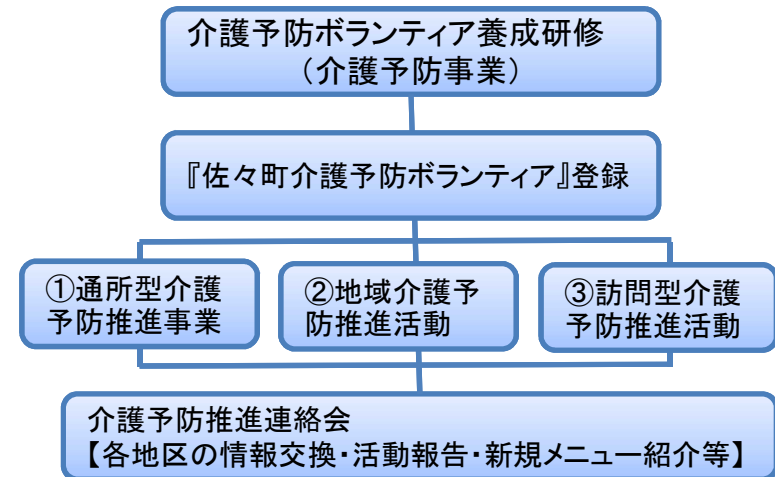 介護予防ボランティア養成研修
（介護予防事業）
『佐々町介護予防ボランティア』登録
①通所型介護
予防推進事業
②地域介護予
防推進活動
③訪問型介護
予防推進活動
介護予防推進連絡会
【各地区の情報交換・活動報告・新規メニュー紹介等】